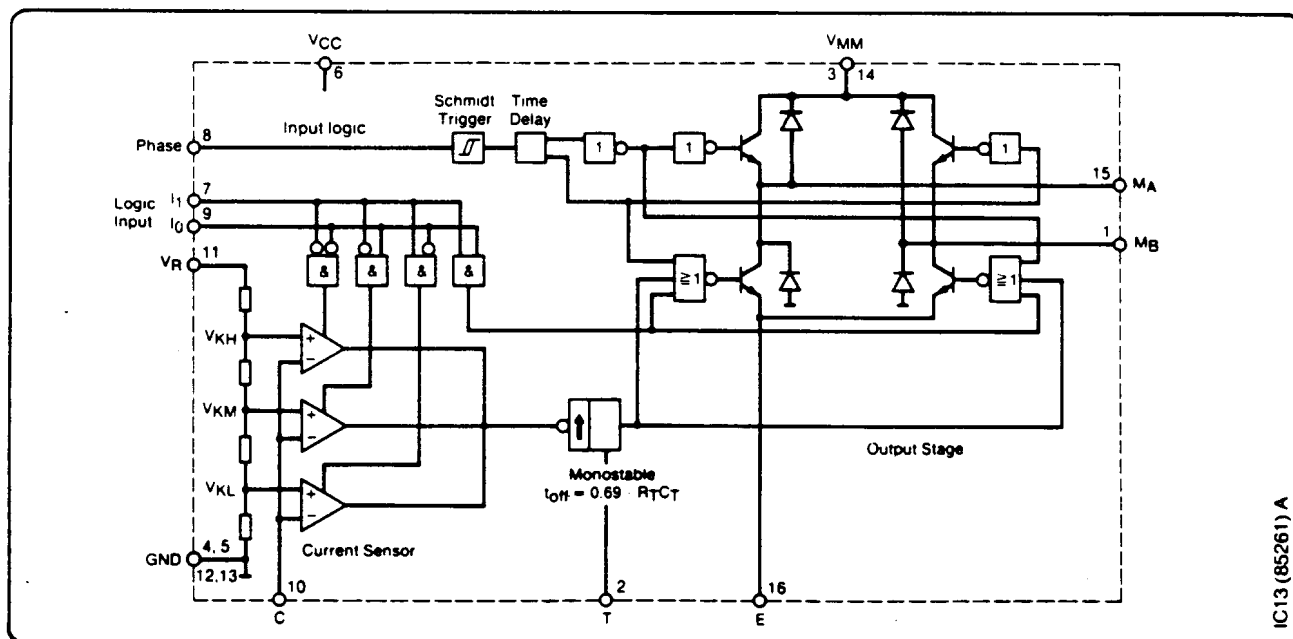 VCC
6
VMM
3 14
Schmidt
Trigger
Time
Delay
Input logic
Phase
8
1
1
1
7
I1
Logic
Input
9
I0
15
MA
1
MB
VR
11
&
&
&
&
≥1
≥1
VKH
+
−
VKM
+
−
VKL
+
−
Output Stage
Monostable
toff = 0.69 · RTCT
Current Sensor
GND
4, 5
12,13
10
C
2
T
16
E
IC13 (85261) A